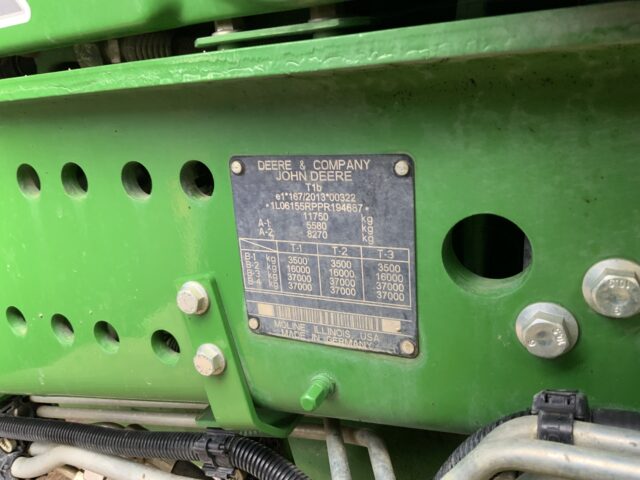 DEERE & COMPANY
JOHN DEERE
T1b
e1*167/2013*00322
*1L06155RPPR194687*
11750 kg
A-1 5580 kg
A-2 8270 kg
T-1 T-2 T-3
B-1 kg 3500 3500 3500
B-2 kg 16000 16000 16000
B-3 kg 37000 37000 37000
B-4 kg 37000 37000 37000
MOLINE, ILLINOIS, USA
MADE IN GERMANY